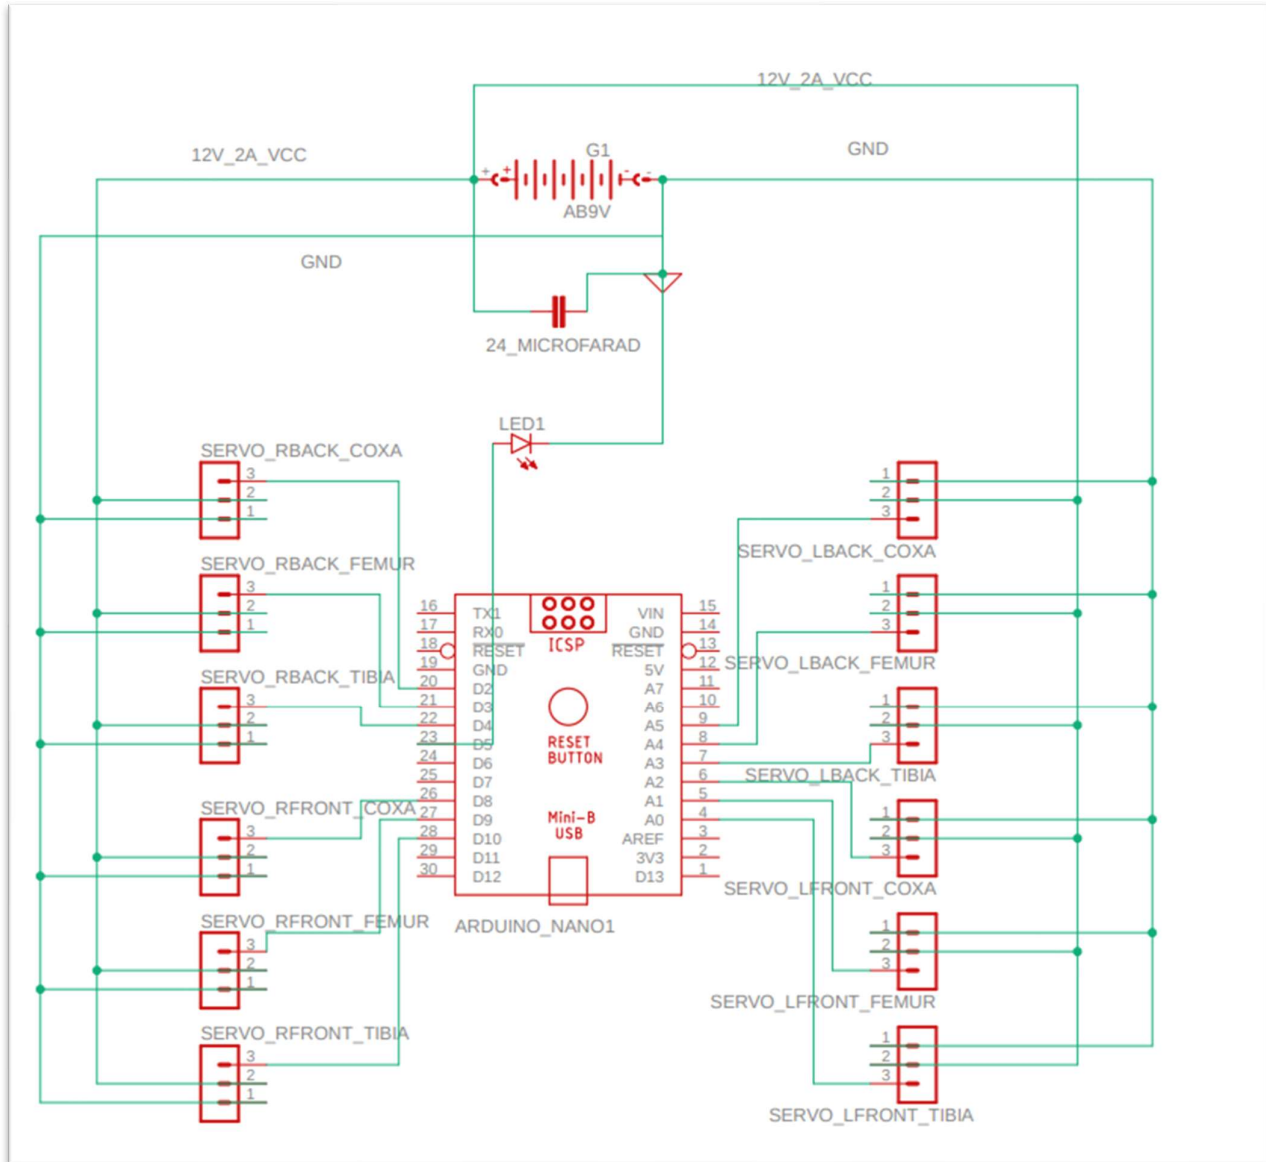 12V_2A_VCC
GND
12V_2A_VCC
G1
+ + - -
AB9V
GND
24_MICROFARAD
LED1
SERVO_RBACK_COXA
3
2
1
SERVO_RBACK_FEMUR
3
2
1
SERVO_RBACK_TIBIA
3
2
1
SERVO_RFRONT_COXA
3
2
1
SERVO_RFRONT_FEMUR
3
2
1
SERVO_RFRONT_TIBIA
3
2
1
16 TX1
17 RX0
18 RESET
19 GND
20 D2
21 D3
22 D4
23 D5
24 D6
25 D7
26 D8
27 D9
28 D10
29 D11
30 D12
ICSP
RESET
BUTTON
Mini-B
USB
VIN 15
GND 14
RESET 13
5V 12
A7 11
A6 10
A5 9
A4 8
A3 7
A2 6
A1 5
A0 4
AREF 3
3V3 2
D13 1
ARDUINO_NANO1
1
2
3
SERVO_LBACK_COXA
1
2
3
SERVO_LBACK_FEMUR
1
2
3
SERVO_LBACK_TIBIA
1
2
3
SERVO_LFRONT_COXA
1
2
3
SERVO_LFRONT_FEMUR
1
2
3
SERVO_LFRONT_TIBIA